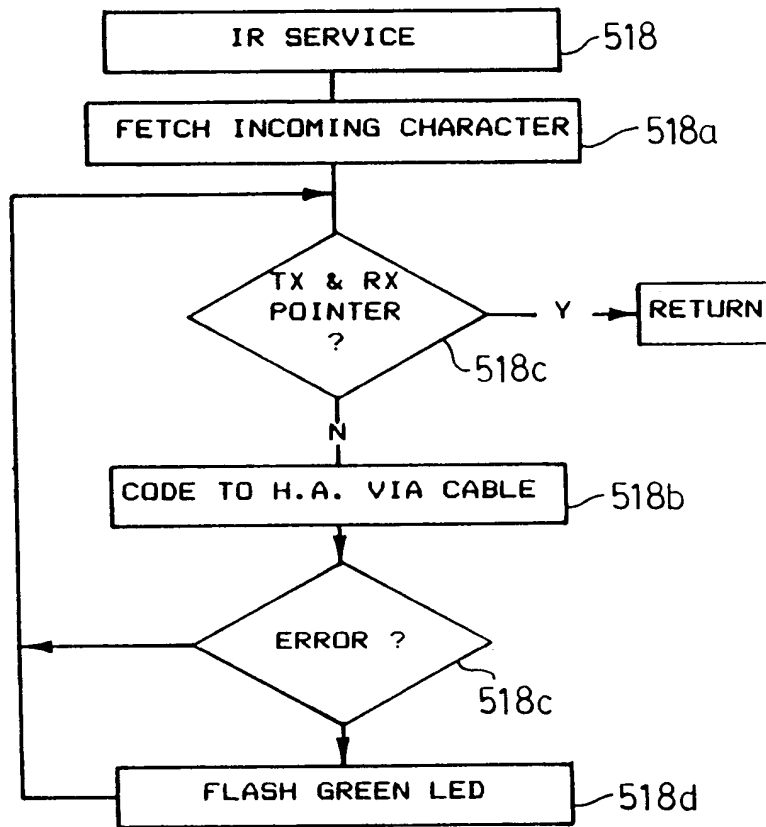 IR SERVICE
518
FETCH INCOMING CHARACTER
518a
TX & RX
POINTER
?
Y
RETURN
518c
N
CODE TO H.A. VIA CABLE
518b
ERROR ?
518c
FLASH GREEN LED
518d